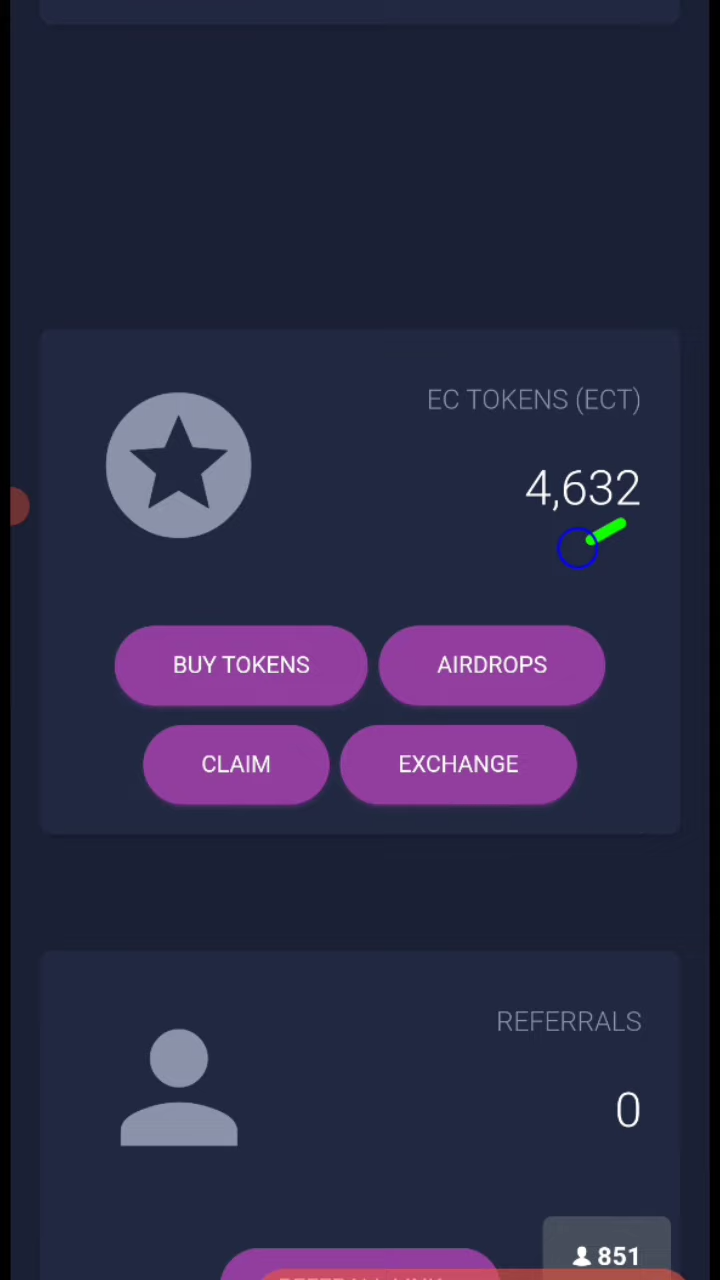 EC TOKENS (ECT)
4,632
BUY TOKENS
AIRDROPS
CLAIM
EXCHANGE
REFERRALS
0
851